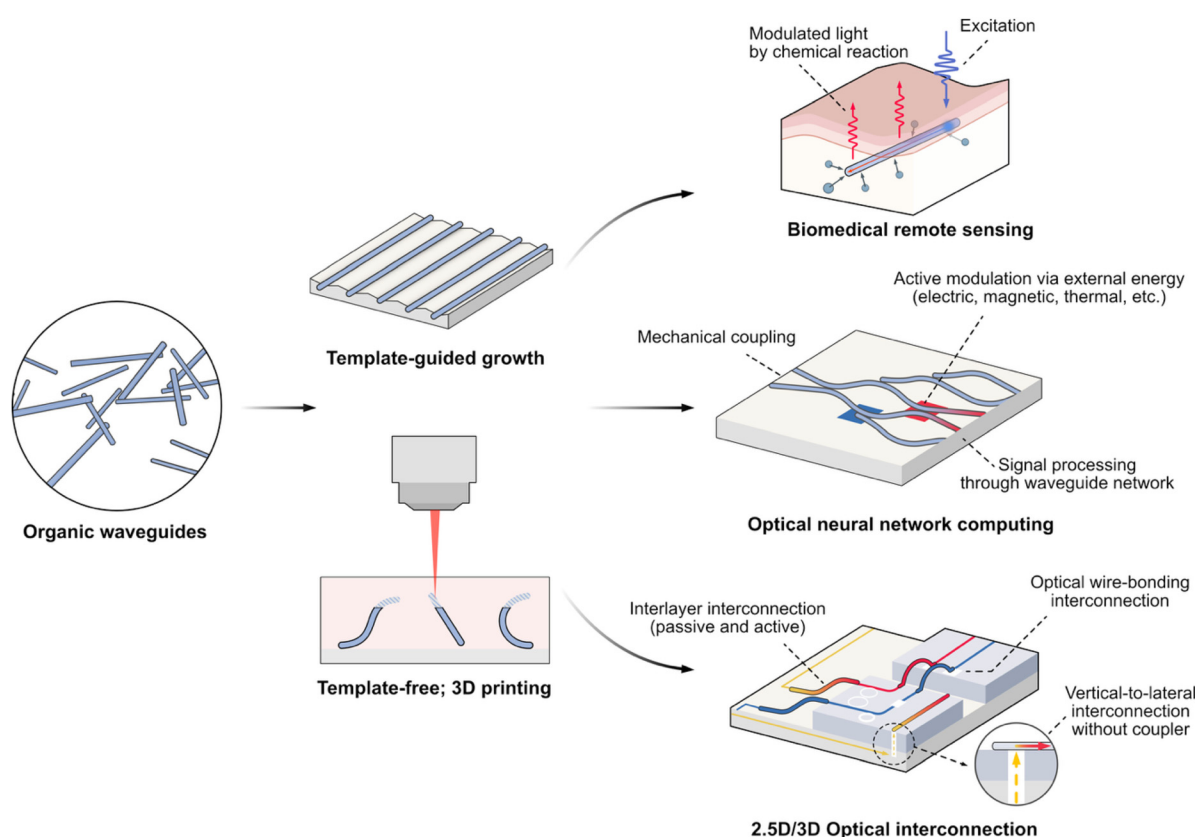 Modulated light
by chemical reaction
Excitation
Biomedical remote sensing
Template-guided growth
Active modulation via external energy
(electric, magnetic, thermal, etc.)
Mechanical coupling
Signal processing
through waveguide network
Optical neural network computing
Organic waveguides
Template-free; 3D printing
Interlayer interconnection
(passive and active)
Optical wire-bonding
interconnection
Vertical-to-lateral
interconnection
without coupler
2.5D/3D Optical interconnection